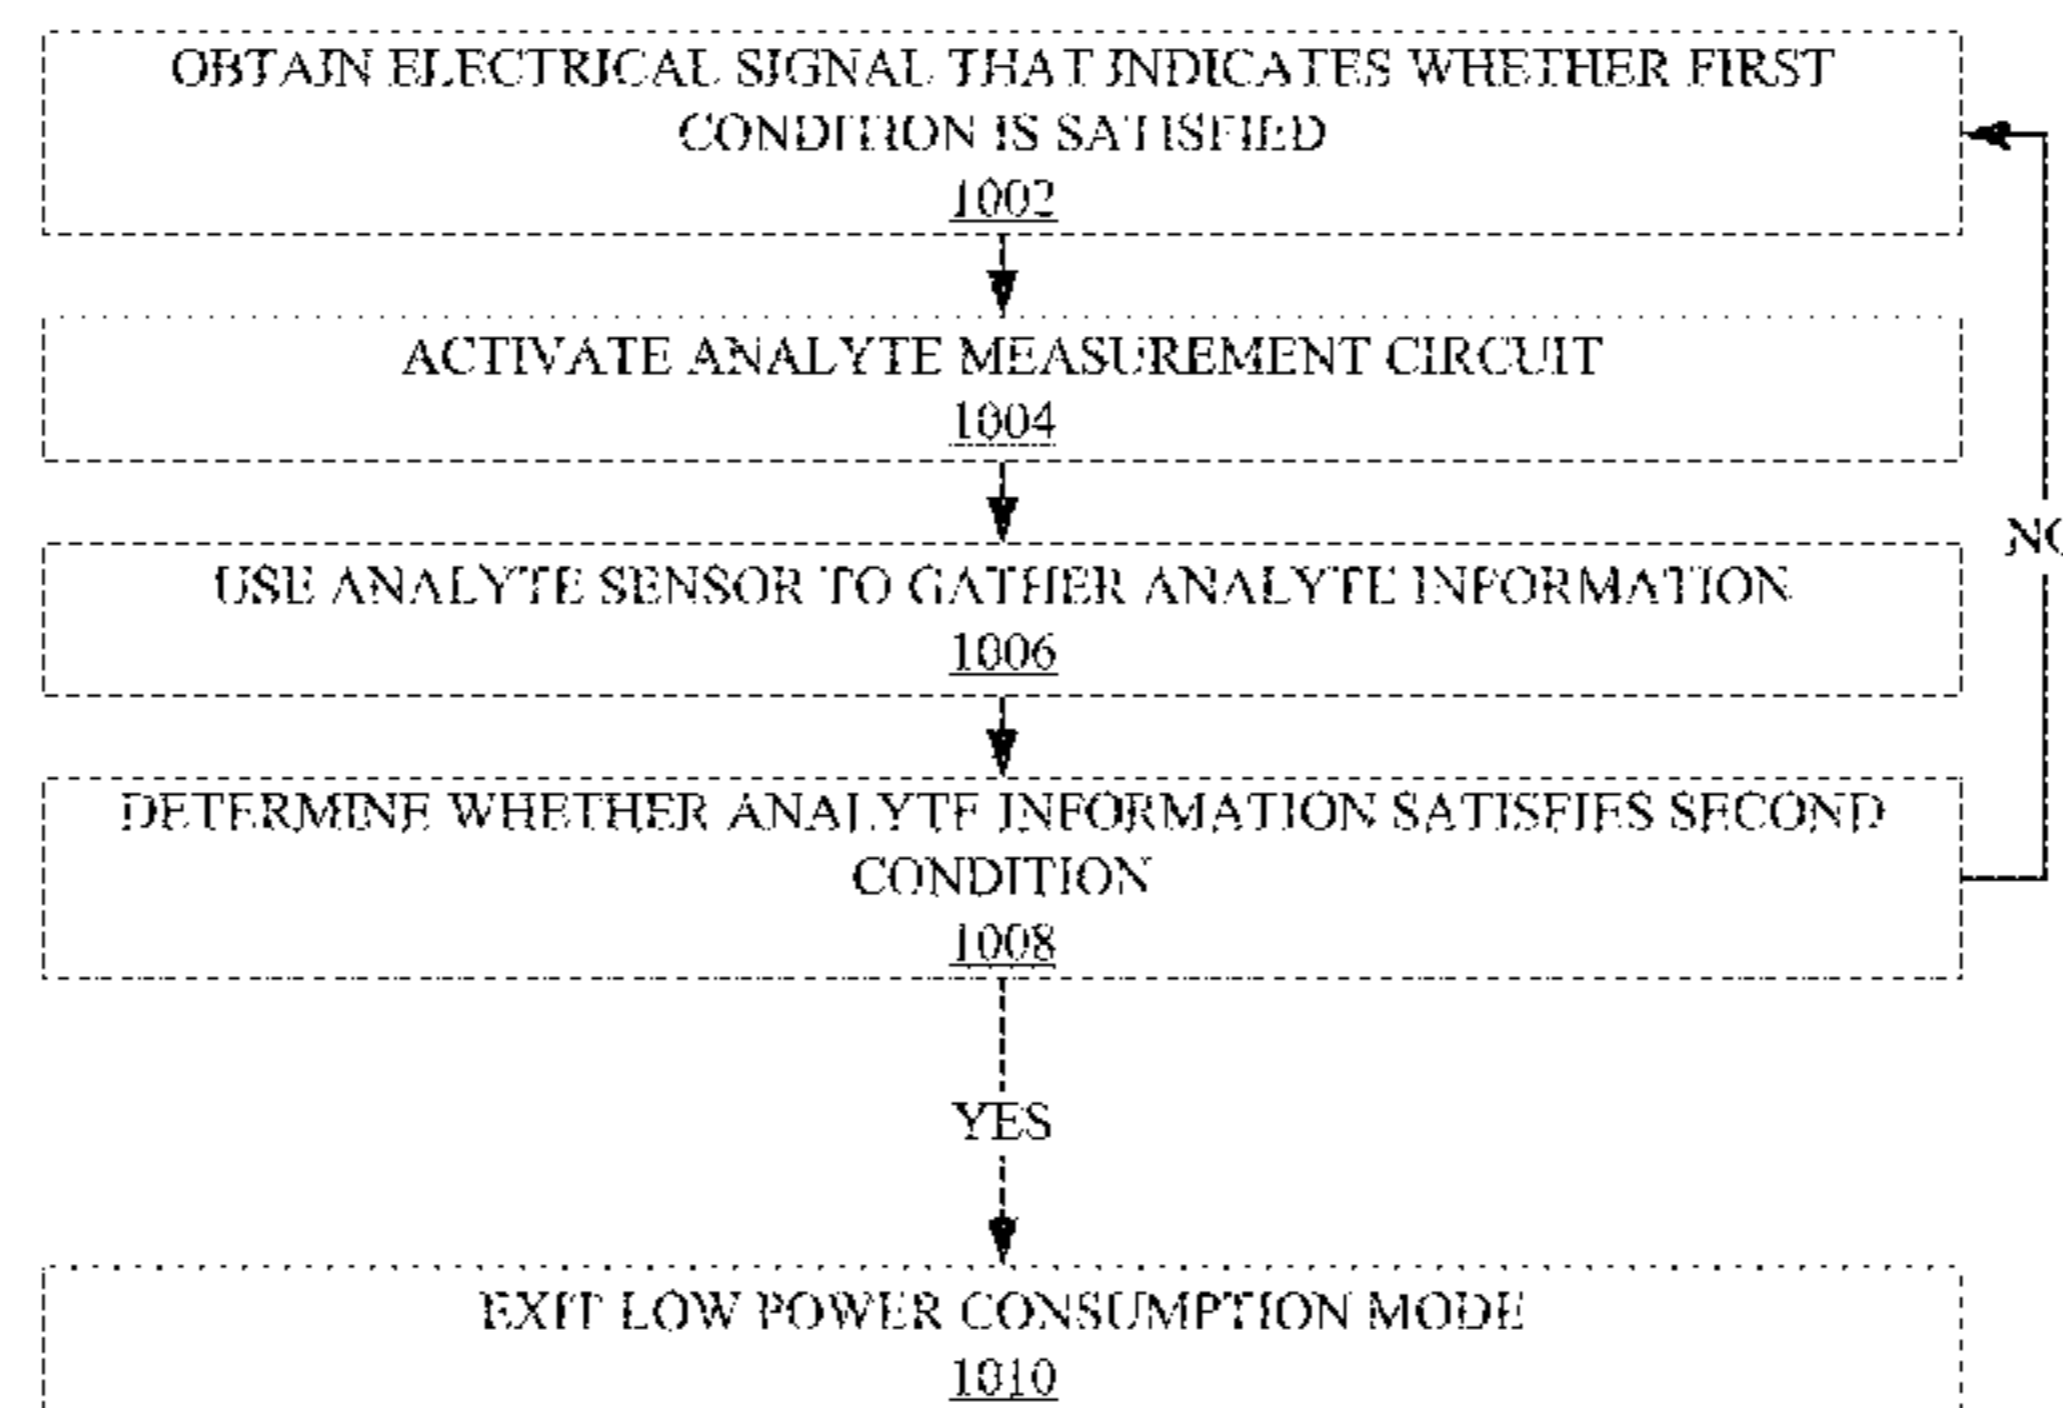 OBTAIN ELECTRICAL SIGNAL THAT INDICATES WHETHER FIRST
CONDITION IS SATISFIED
1002
ACTIVATE ANALYTE MEASUREMENT CIRCUIT
1004
USE ANALYTE SENSOR TO GATHER ANALYTE INFORMATION
1006
NO
DETERMINE WHETHER ANALYTE INFORMATION SATISFIES SECOND
CONDITION
1008
YES
EXIT LOW POWER CONSUMPTION MODE
1010